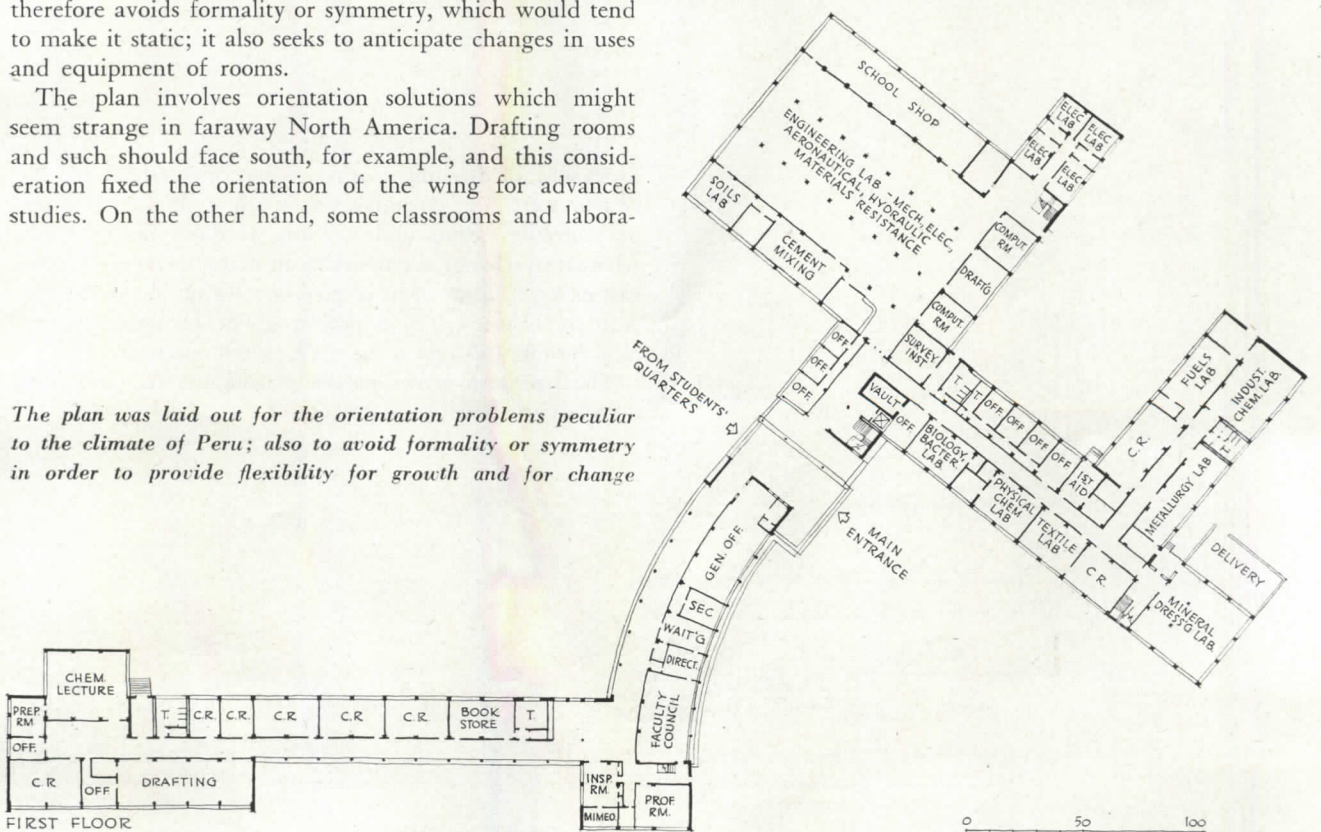 therefore avoids formality or symmetry, which would tend
to make it static; it also seeks to anticipate changes in uses
and equipment of rooms.
The plan involves orientation solutions which might
seem strange in faraway North America. Drafting rooms
and such should face south, for example, and this consid-
eration fixed the orientation of the wing for advanced
studies. On the other hand, some classrooms and labora-
The plan was laid out for the orientation problems peculiar
to the climate of Peru; also to avoid formality or symmetry
in order to provide flexibility for growth and for change
SCHOOL SHOP
ENGINEERING LAB - MECH, ELEC,
AERONAUTICAL, HYDRAULIC
MATERIALS RESISTANCE
SOILS
LAB
CEMENT
MIXING
ELEC
LAB
ELEC
LAB
ELEC
LAB
ELEC
LAB
COMPUT
RM
DRAFT'G
COMPUT.
RM
SURVEY
INST
OFF
OFF
OFF.
FROM STUDENTS'
QUARTERS
VAULT
OFF
T.
T.
OFF.
OFF
OFF
OFF
1ST
AID
BIOLOGY,
BACTER.
LAB
PHYSICAL
CHEM
LAB
TEXTILE
LAB
C.R.
C.R.
FUELS
LAB
INDUST.
CHEM. LAB.
T.
METALLURGY LAB
DELIVERY
MINERAL
DRESS'G LAB.
MAIN
ENTRANCE
GEN. OFF.
SEC
WAIT'G
DIRECT.
FACULTY
COUNCIL
INSP.
RM.
MIMEO.
PROF.
RM.
CHEM.
LECTURE
PREP.
RM.
OFF.
C.R
OFF
DRAFTING
T.
C.R.
C.R.
C.R
C.R
C.R
BOOK
STORE
T.
FIRST FLOOR
0 50 100